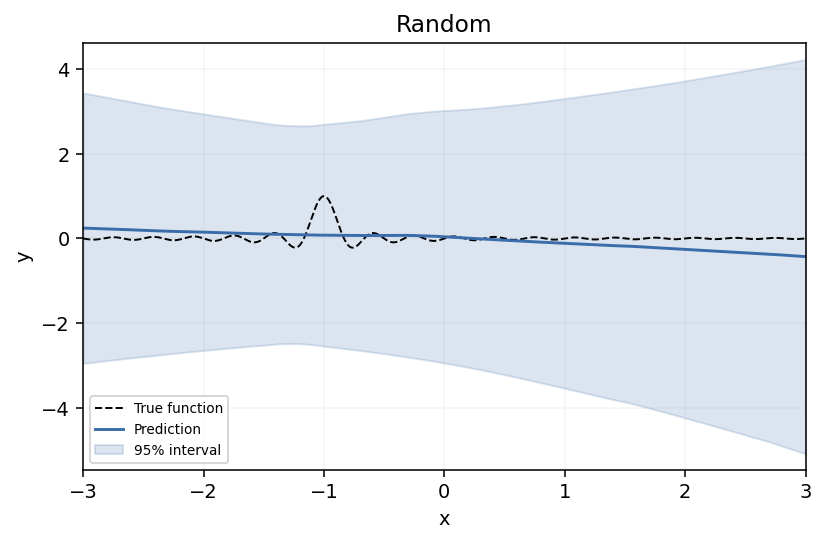 Random
y
4
2
0
−2
−4
True function
Prediction
95% interval
−3 −2 −1 0 1 2 3
x